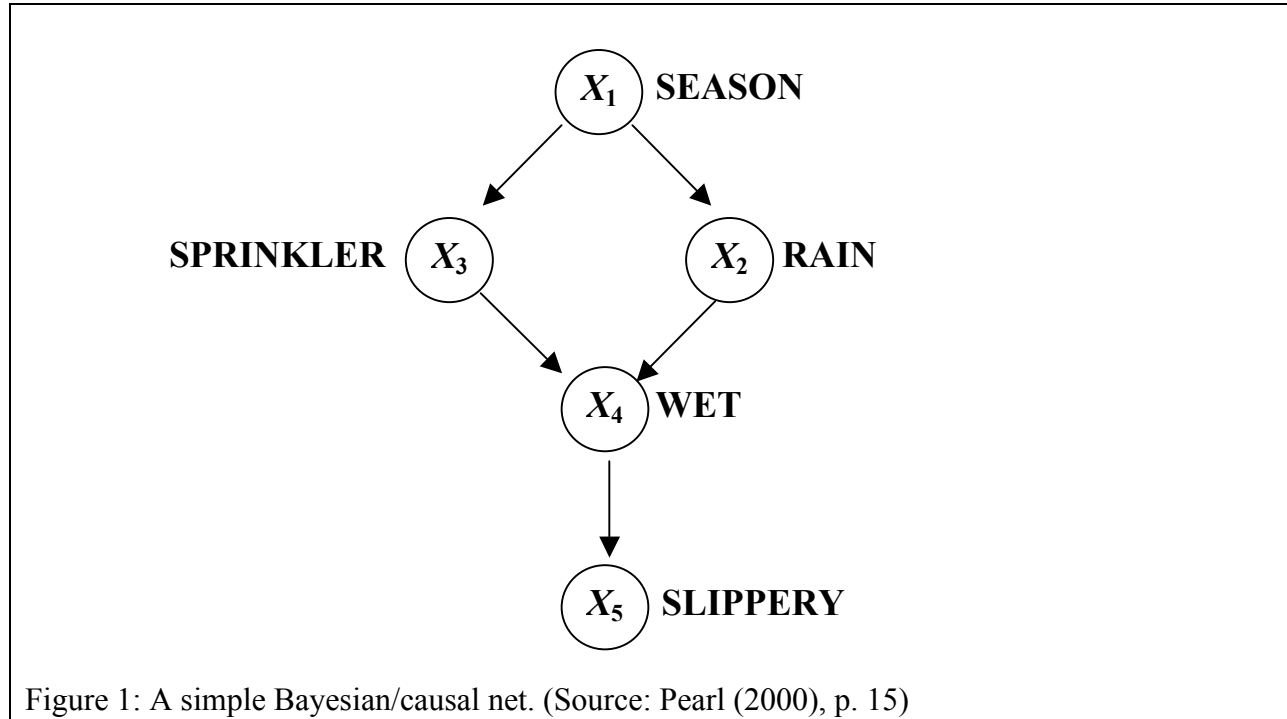 X₁ SEASON
SPRINKLER X₃ X₂ RAIN
X₄ WET
X₅ SLIPPERY
Figure 1: A simple Bayesian/causal net. (Source: Pearl (2000), p. 15)